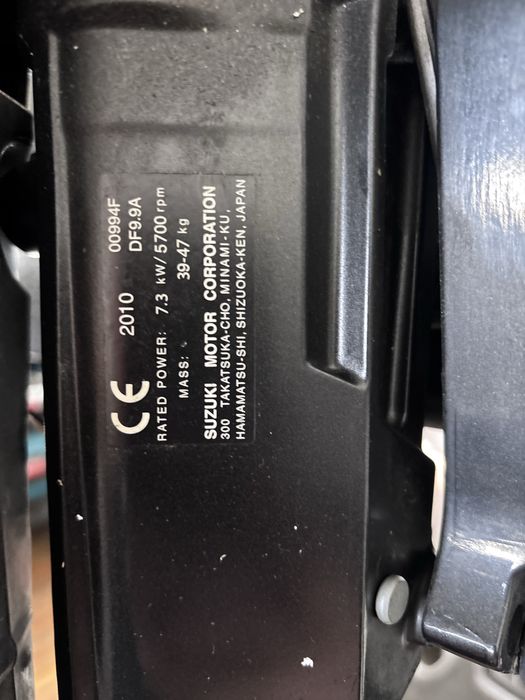 00994F
CE 2010 DF9.9A
RATED POWER: 7.3 kW/5700 rpm
MASS: 39-47 kg
SUZUKI MOTOR CORPORATION
300 TAKATSUKA-CHO, MINAMI-KU,
HAMAMATSU-SHI, SHIZUOKA-KEN, JAPAN